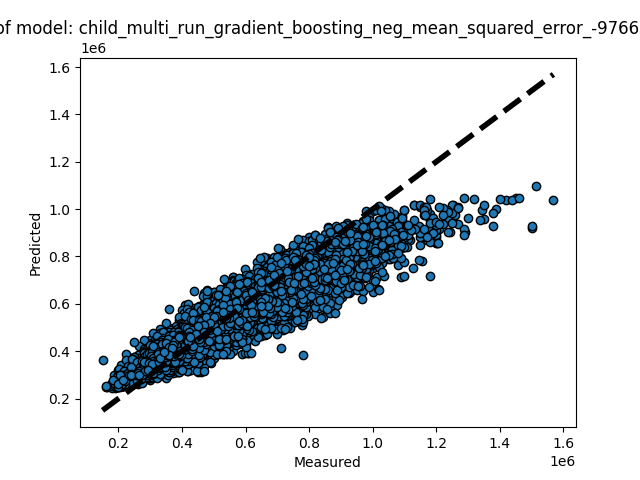 of model: child_multi_run_gradient_boosting_neg_mean_squared_error_-9766
1e6
1.6
1.4
1.2
1.0
0.8
0.6
0.4
0.2
Predicted
0.2 0.4 0.6 0.8 1.0 1.2 1.4 1.6
Measured
1e6